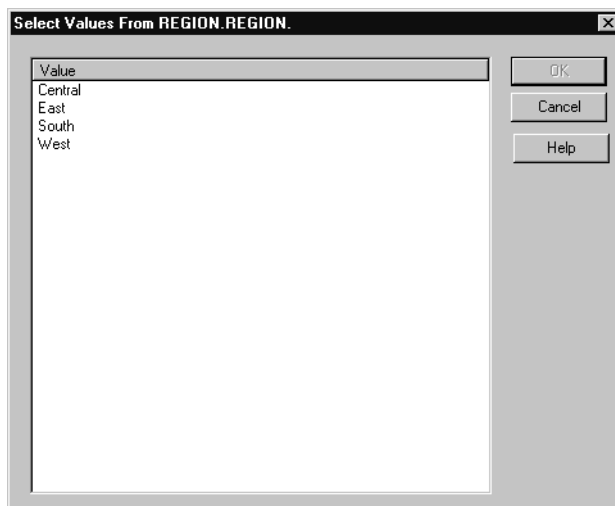 Select Values From REGION.REGION.
Value
Central
East
South
West
OK
Cancel
Help